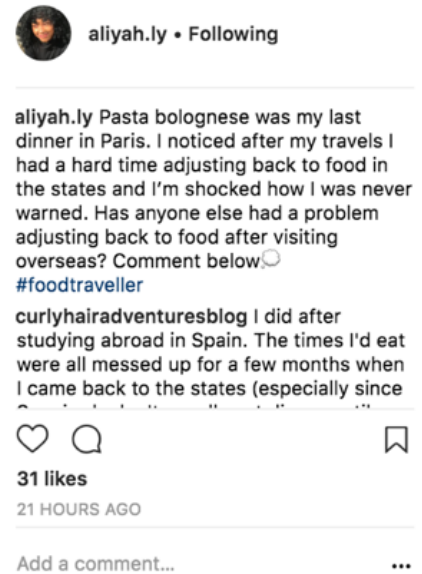 aliyah.ly • Following
aliyah.ly Pasta bolognese was my last
dinner in Paris. I noticed after my travels I
had a hard time adjusting back to food in
the states and I'm shocked how I was never
warned. Has anyone else had a problem
adjusting back to food after visiting
overseas? Comment below💭
#foodtraveller
curlyhairadventuresblog I did after
studying abroad in Spain. The times I'd eat
were all messed up for a few months when
I came back to the states (especially since
31 likes
21 HOURS AGO
Add a comment...